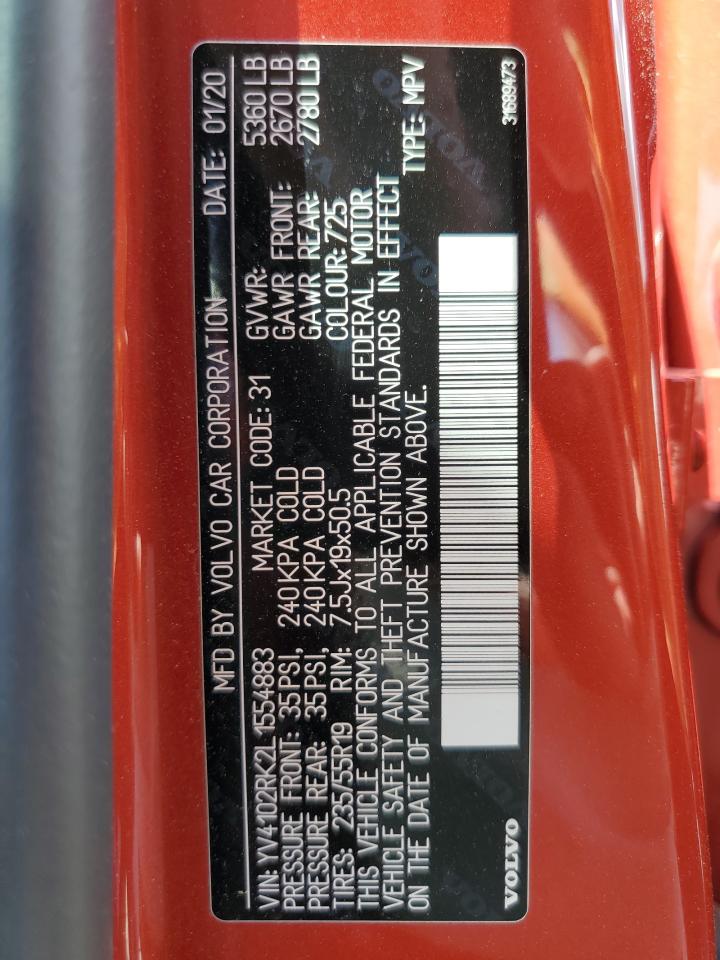 MFD BY VOLVO CAR CORPORATION DATE: 01/20
VIN: YV4102RK2L1554883 MARKET CODE: 31 GVWR: 5360 LB
PRESSURE FRONT: 35PSI, 240KPA COLD GAWR FRONT: 2670 LB
PRESSURE REAR: 35PSI, 240KPA COLD GAWR REAR: 2780 LB
TIRES: 235/55R19 RIM: 7.5Jx19x50.5 COLOUR: 725
THIS VEHICLE CONFORMS TO ALL APPLICABLE FEDERAL MOTOR
VEHICLE SAFETY AND THEFT PREVENTION STANDARDS IN EFFECT
ON THE DATE OF MANUFACTURE SHOWN ABOVE. TYPE: MPV
VOLVO 31689473